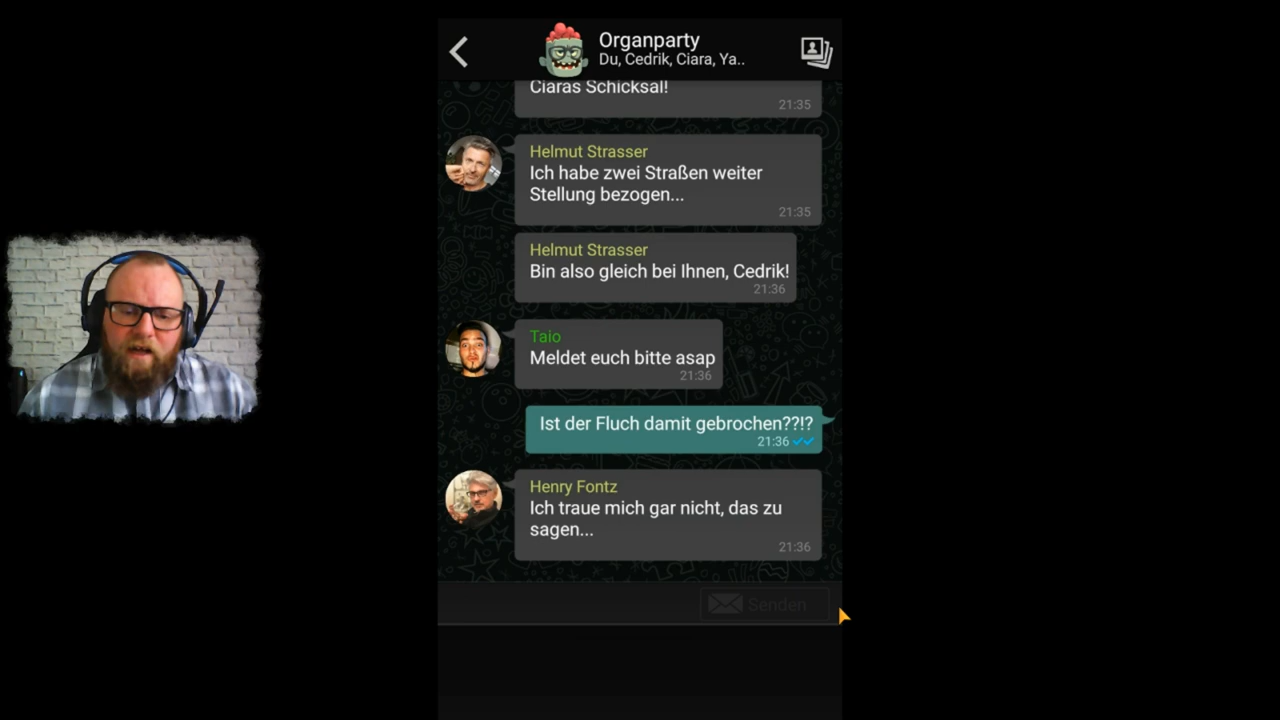 Organparty
Du, Cedrik, Ciara, Ya..
Ciaras Schicksal!
21:35
Helmut Strasser
Ich habe zwei Straßen weiter
Stellung bezogen...
21:35
Helmut Strasser
Bin also gleich bei Ihnen, Cedrik!
21:36
Taio
Meldet euch bitte asap
21:36
Ist der Fluch damit gebrochen??!?
21:36
Henry Fontz
Ich traue mich gar nicht, das zu
sagen...
21:36
Senden